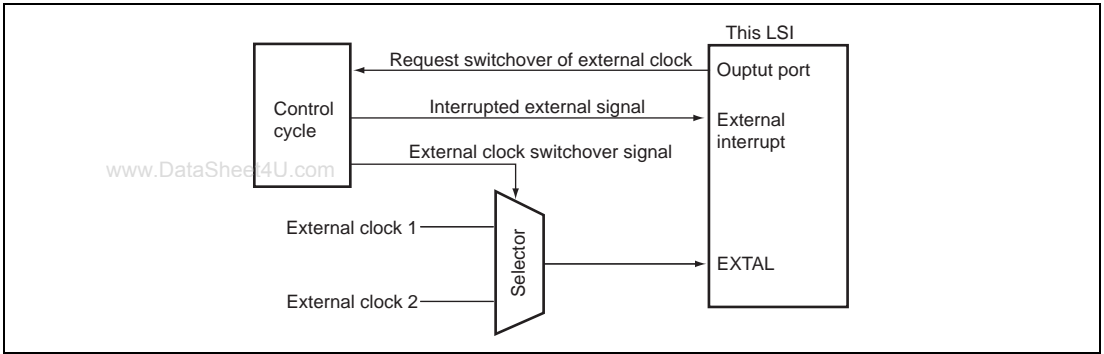 This LSI
Request switchover of external clock
Ouptut port
Control
cycle
Interrupted external signal
External
interrupt
External clock switchover signal
www.DataSheet4U.com
External clock 1
Selector
EXTAL
External clock 2